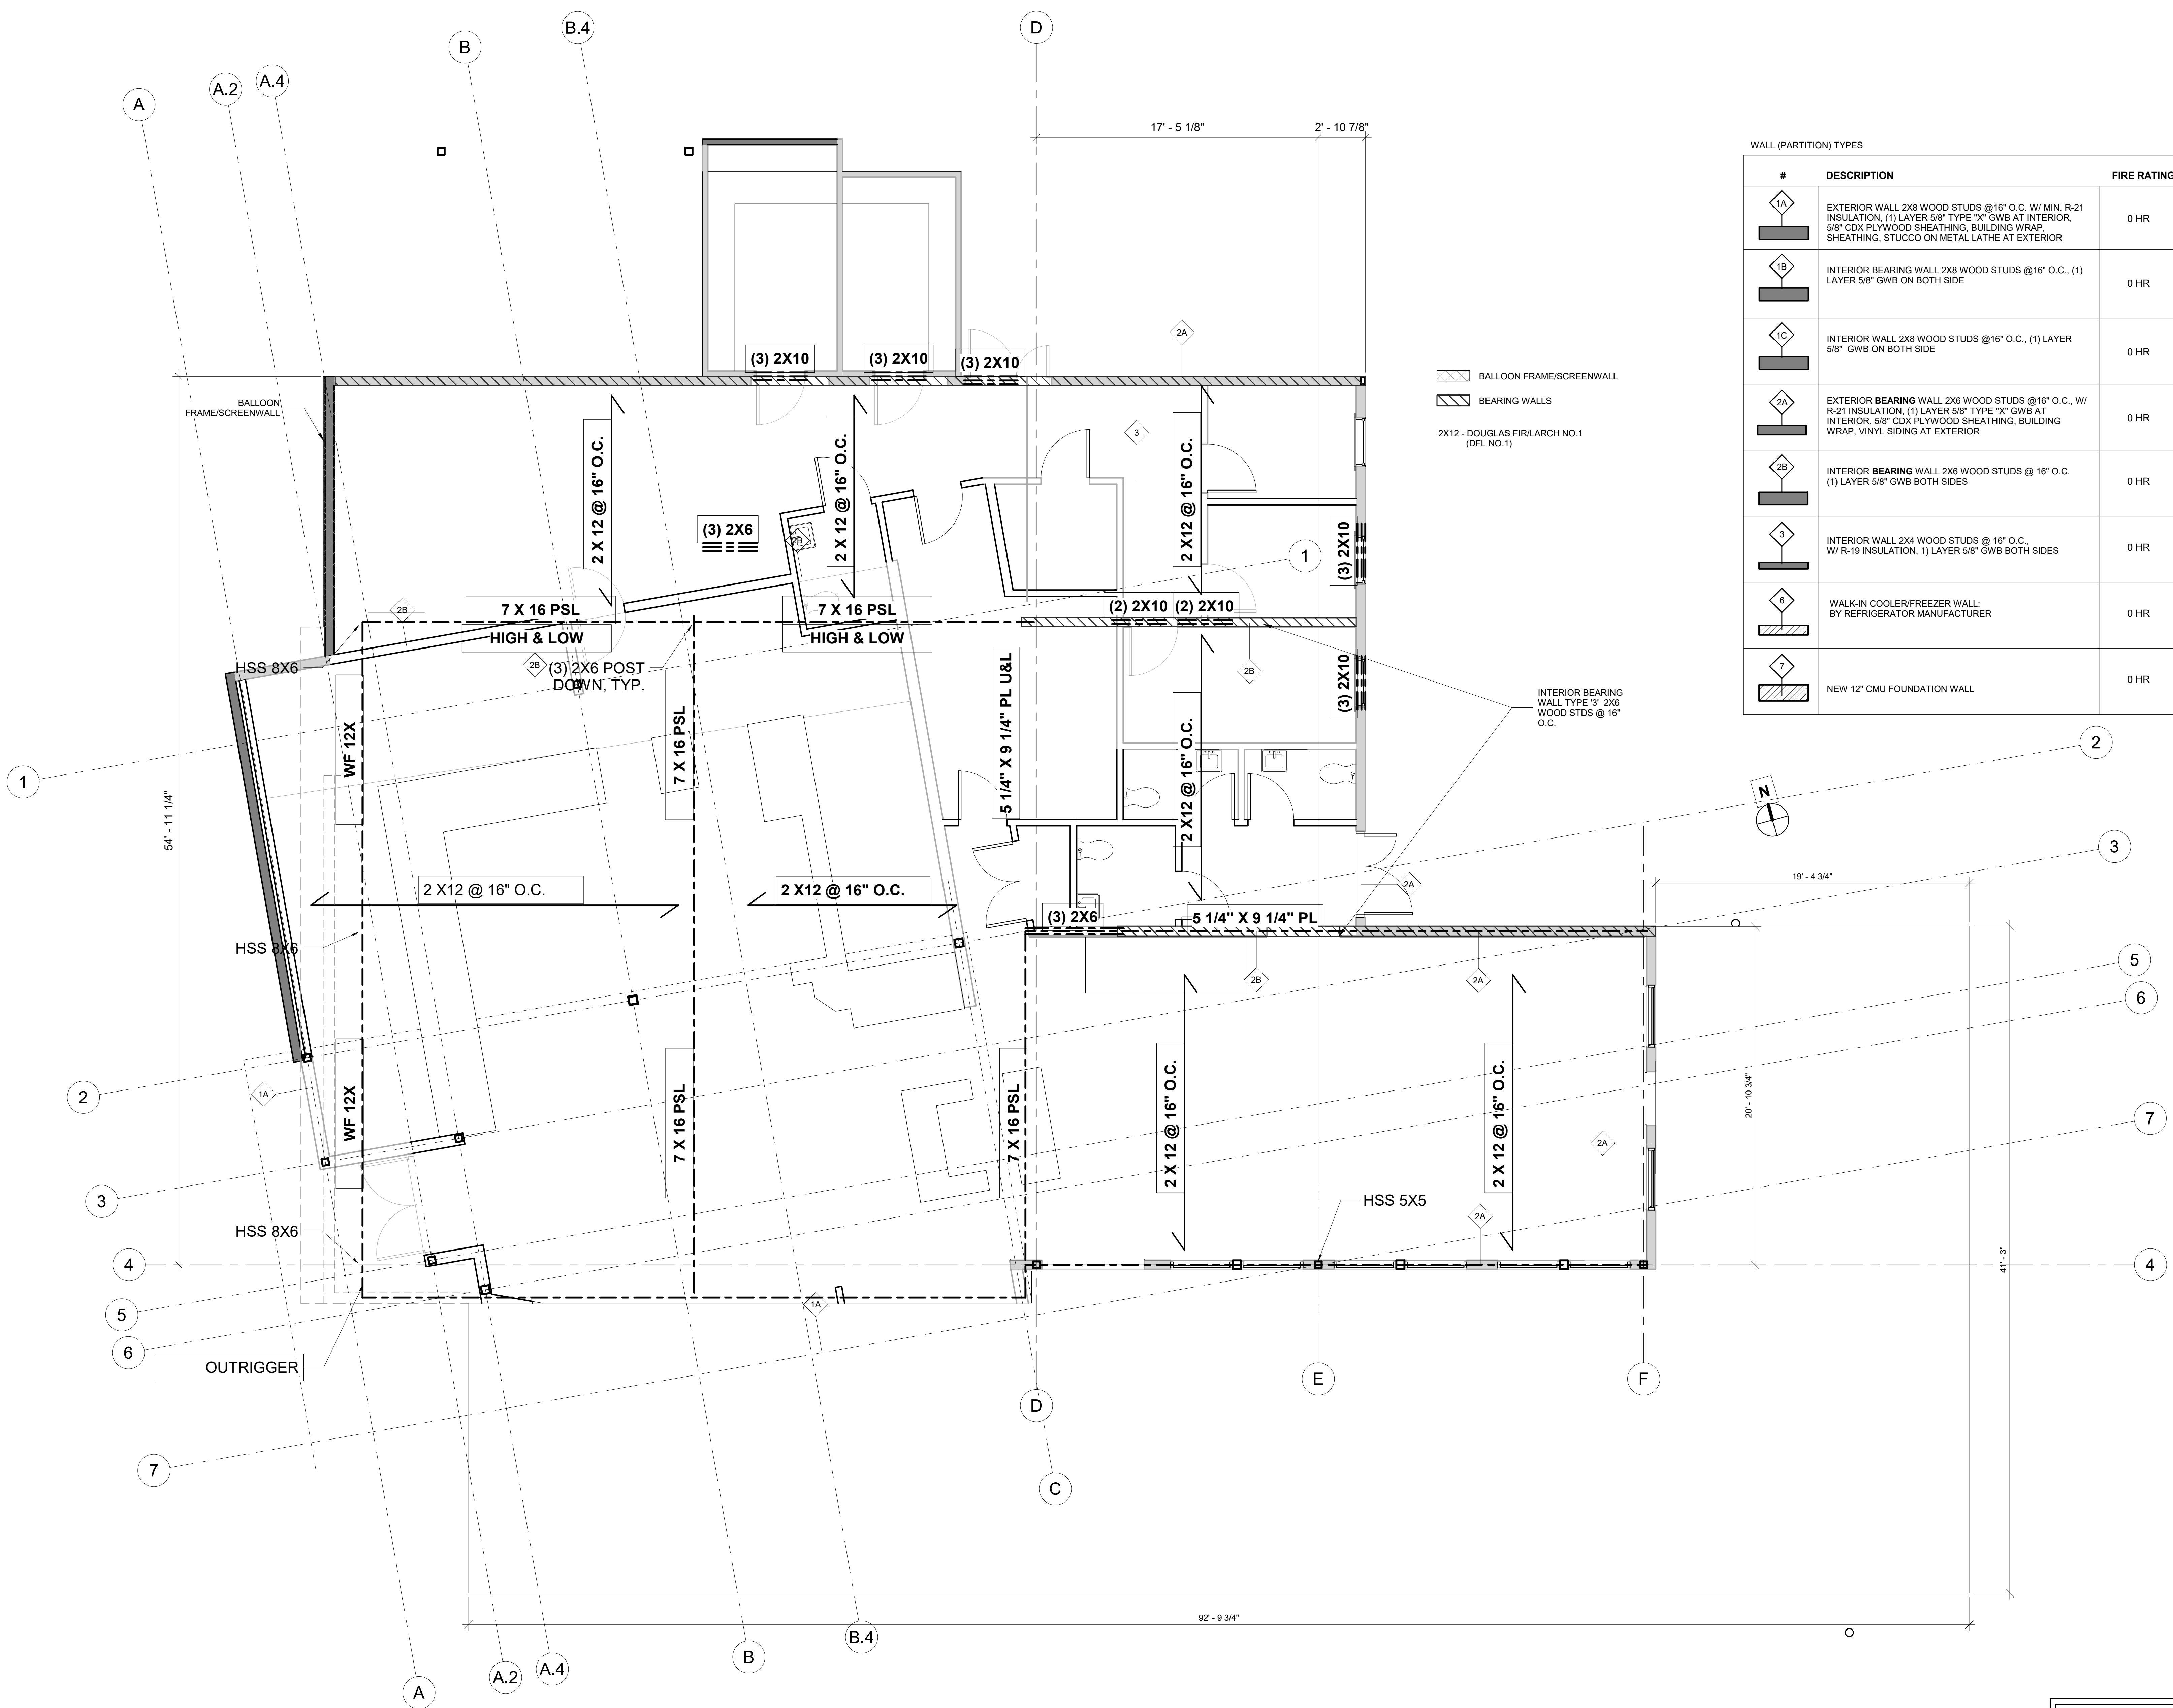 B.4
D
B
A.4
A.2
A
17' - 5 1/8"
2' - 10 7/8"
WALL (PARTITION) TYPES
#
DESCRIPTION
FIRE RATING
1A
EXTERIOR WALL 2X8 WOOD STUDS @16" O.C. W/ MIN. R-21
INSULATION, (1) LAYER 5/8" TYPE "X" GWB AT INTERIOR,
5/8" CDX PLYWOOD SHEATHING, BUILDING WRAP,
SHEATHING, STUCCO ON METAL LATHE AT EXTERIOR
0 HR
1B
INTERIOR BEARING WALL 2X8 WOOD STUDS @16" O.C., (1)
LAYER 5/8" GWB ON BOTH SIDE
0 HR
1C
INTERIOR WALL 2X8 WOOD STUDS @16" O.C., (1) LAYER
5/8" GWB ON BOTH SIDE
0 HR
2A
EXTERIOR BEARING WALL 2X6 WOOD STUDS @16" O.C., W/
R-21 INSULATION, (1) LAYER 5/8" TYPE "X" GWB AT
INTERIOR, 5/8" CDX PLYWOOD SHEATHING, BUILDING
WRAP, VINYL SIDING AT EXTERIOR
0 HR
2B
INTERIOR BEARING WALL 2X6 WOOD STUDS @ 16" O.C.
(1) LAYER 5/8" GWB BOTH SIDES
0 HR
3
INTERIOR WALL 2X4 WOOD STUDS @ 16" O.C.,
W/ R-19 INSULATION, 1) LAYER 5/8" GWB BOTH SIDES
0 HR
6
WALK-IN COOLER/FREEZER WALL:
BY REFRIGERATOR MANUFACTURER
0 HR
7
NEW 12" CMU FOUNDATION WALL
0 HR
BALLOON FRAME/SCREENWALL
BEARING WALLS
2X12 - DOUGLAS FIR/LARCH NO.1
(DFL NO.1)
2A
(3) 2X10
(3) 2X10
(3) 2X10
BALLOON
FRAME/SCREENWALL
2 X 12 @ 16" O.C.
2 X 12 @ 16" O.C.
2 X12 @ 16" O.C.
3
(3) 2X6
2B
(3) 2X10
1
2B
7 X 16 PSL
HIGH & LOW
7 X 16 PSL
HIGH & LOW
(2) 2X10
(2) 2X10
HSS 8X6
2B
(3) 2X6 POST
DOWN, TYP.
5 1/4" X 9 1/4" PL U&L
2B
(3) 2X10
INTERIOR BEARING
WALL TYPE '3' 2X6
WOOD STDS @ 16"
O.C.
WF 12X
7 X 16 PSL
2 X12 @ 16" O.C.
1
54' - 11 1/4"
2
N
3
2 X12 @ 16" O.C.
2 X12 @ 16" O.C.
2A
19' - 4 3/4"
(3) 2X6
5 1/4" X 9 1/4" PL
HSS 8X6
2B
2A
5
6
2
1A
WF 12X
7 X 16 PSL
7 X 16 PSL
2 X 12 @ 16" O.C.
2 X 12 @ 16" O.C.
20' - 10 3/4"
2A
7
3
HSS 8X6
HSS 5X5
2A
4
4
41' - 3"
5
1A
6
OUTRIGGER
D
E
F
7
C
92' - 9 3/4"
B.4
B
A.4
A.2
A